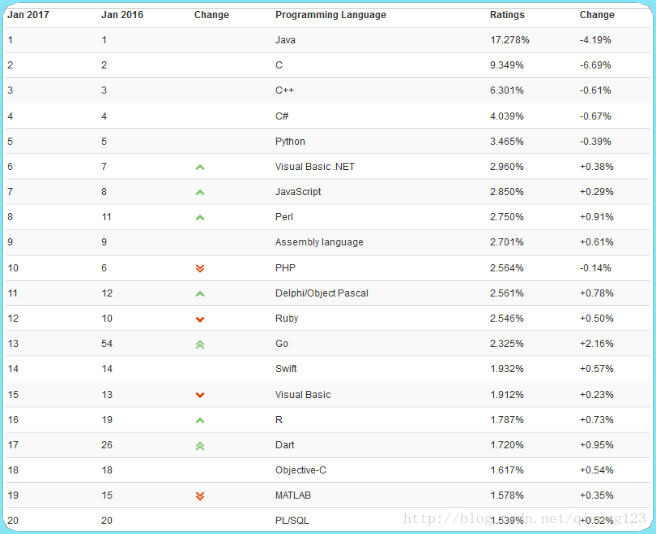 Jan 2017 Jan 2016 Change Programming Language Ratings Change
1 1 Java 17.278% -4.19%
2 2 C 9.349% -6.69%
3 3 C++ 6.301% -0.61%
4 4 C# 4.039% -0.67%
5 5 Python 3.465% -0.39%
6 7 Visual Basic .NET 2.960% +0.38%
7 8 JavaScript 2.850% +0.29%
8 11 Perl 2.750% +0.91%
9 9 Assembly language 2.701% +0.61%
10 6 PHP 2.564% -0.14%
11 12 Delphi/Object Pascal 2.561% +0.78%
12 10 Ruby 2.546% +0.50%
13 54 Go 2.325% +2.16%
14 14 Swift 1.932% +0.57%
15 13 Visual Basic 1.912% +0.23%
16 19 R 1.787% +0.73%
17 26 Dart 1.720% +0.95%
18 18 Objective-C 1.617% +0.54%
19 15 MATLAB 1.578% +0.35%
20 20 PL/SQL 1.539% +0.52%